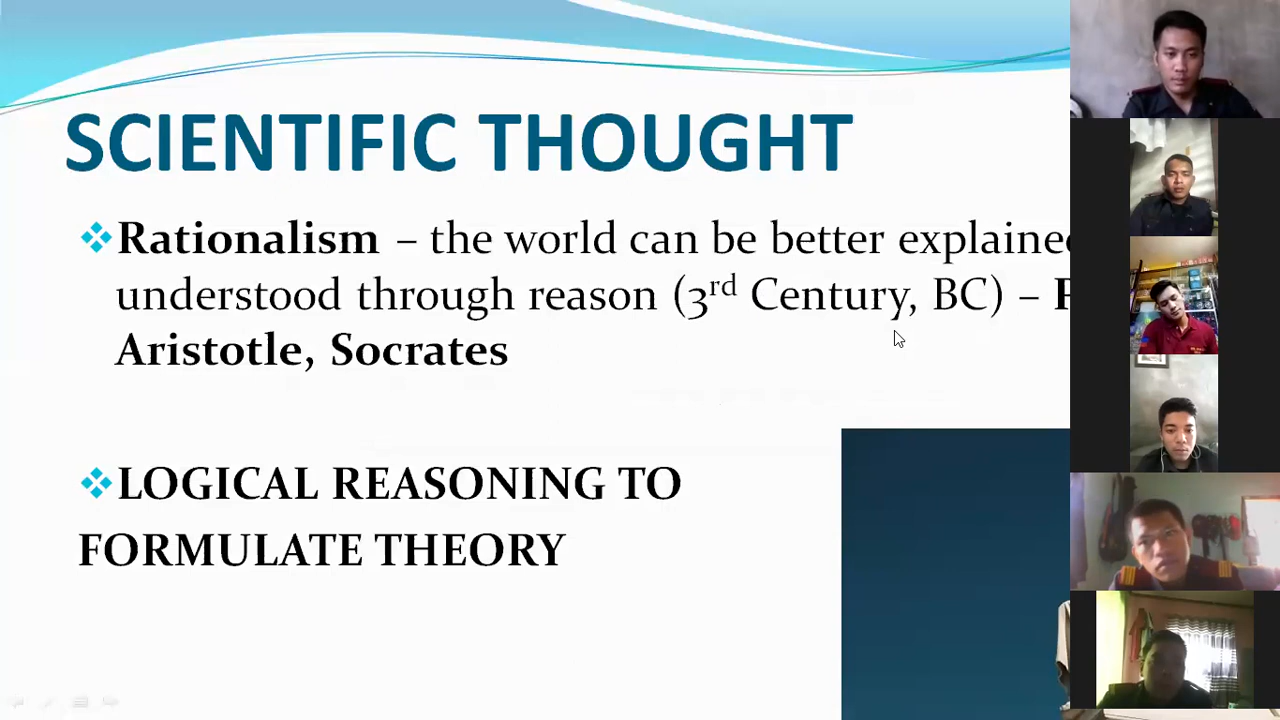 SCIENTIFIC THOUGHT
Rationalism – the world can be better explained
understood through reason (3rd Century, BC) –
Aristotle, Socrates
LOGICAL REASONING TO
FORMULATE THEORY